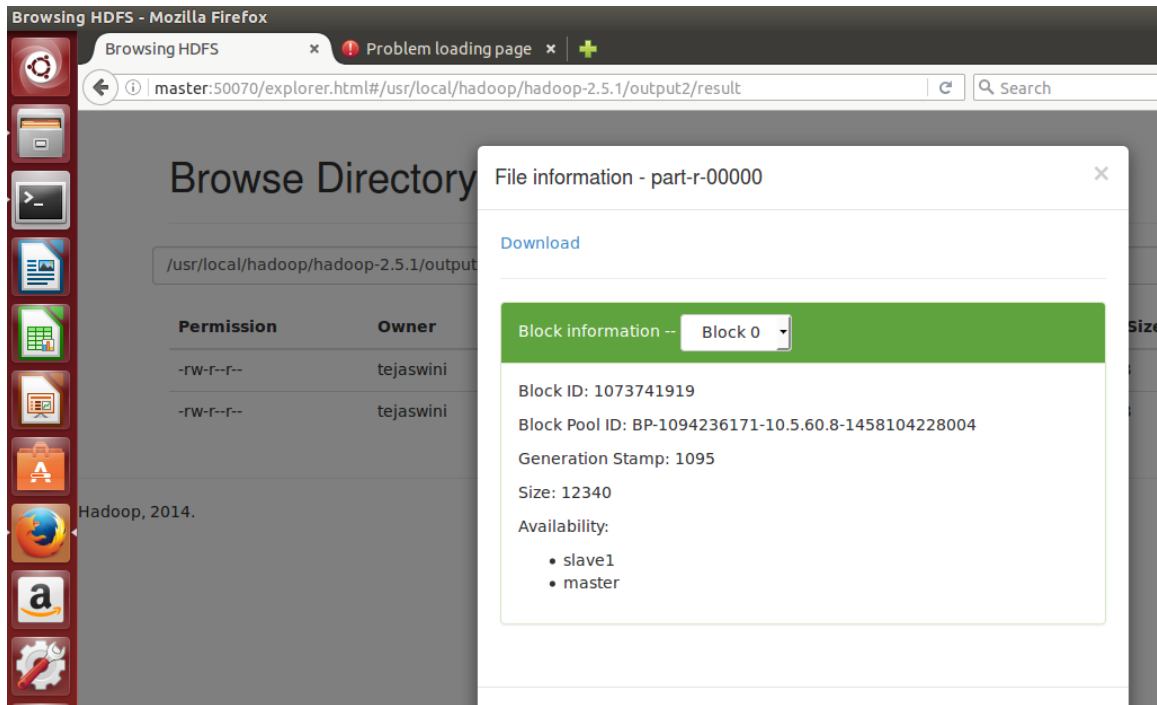 Browsing HDFS - Mozilla Firefox
Browsing HDFS × Problem loading page ×
master:50070/explorer.html#/usr/local/hadoop/hadoop-2.5.1/output2/result Search
Browse Directory
File information - part-r-00000 ×
Download
/usr/local/hadoop/hadoop-2.5.1/output
Permission Owner Size
Block information -- Block 0
-rw-r--r-- tejaswini
-rw-r--r-- tejaswini
Block ID: 1073741919
Block Pool ID: BP-1094236171-10.5.60.8-1458104228004
Generation Stamp: 1095
Size: 12340
Availability:
• slave1
• master
Hadoop, 2014.